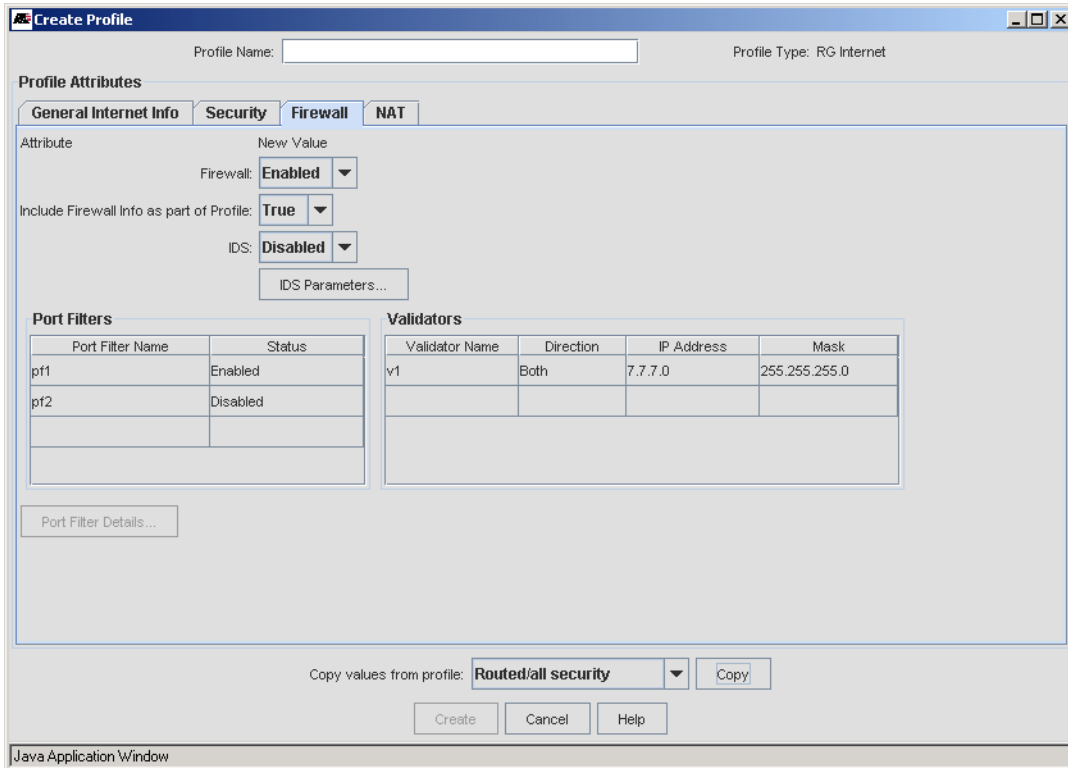 Create Profile
Profile Name:
Profile Type: RG Internet
Profile Attributes
General Internet Info Security Firewall NAT
Attribute New Value
Firewall: Enabled
Include Firewall Info as part of Profile: True
IDS: Disabled
IDS Parameters...
Port Filters
Port Filter Name Status
pf1 Enabled
pf2 Disabled
Validators
Validator Name Direction IP Address Mask
v1 Both 7.7.7.0 255.255.255.0
Port Filter Details...
Copy values from profile: Routed/all security Copy
Create Cancel Help
Java Application Window